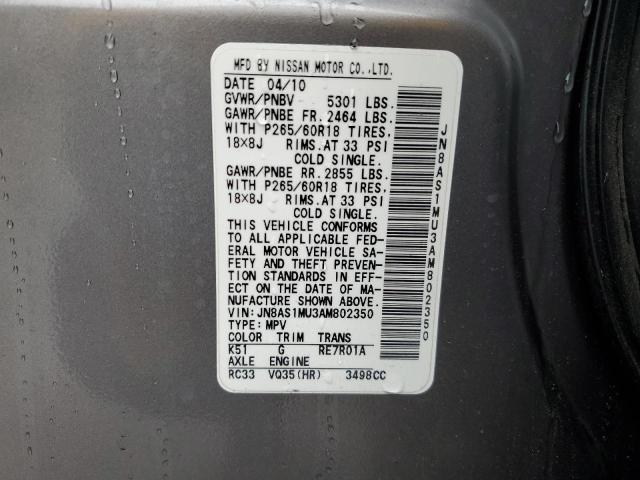 MFD BY NISSAN MOTOR CO.,LTD.
DATE 04/10
GVWR/PNBV 5301 LBS.
GAWR/PNBE FR. 2464 LBS.
WITH P265/60R18 TIRES,
18X8J RIMS.AT 33 PSI
COLD SINGLE.
GAWR/PNBE RR. 2855 LBS.
WITH P265/60R18 TIRES,
18X8J RIMS.AT 33 PSI
COLD SINGLE.
THIS VEHICLE CONFORMS
TO ALL APPLICABLE FED-
ERAL MOTOR VEHICLE SA-
FETY AND THEFT PREVEN-
TION STANDARDS IN EFF-
ECT ON THE DATE OF MA-
NUFACTURE SHOWN ABOVE.
VIN:JN8AS1MU3AM802350
TYPE:MPV
COLOR TRIM TRANS
K51 G RE7R01A
AXLE ENGINE
RC33 VQ35(HR) 3498CC
JN8AS1MU3AM802350